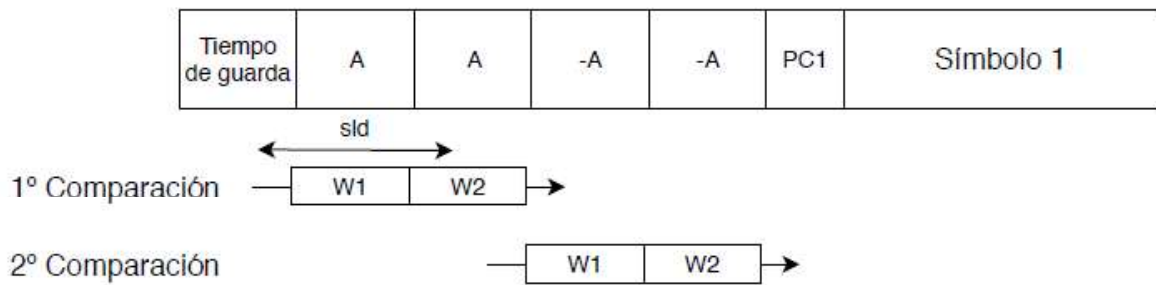 Tiempo
de guarda
A
A
-A
-A
PC1
Símbolo 1
sld
1º Comparación
W1
W2
2º Comparación
W1
W2